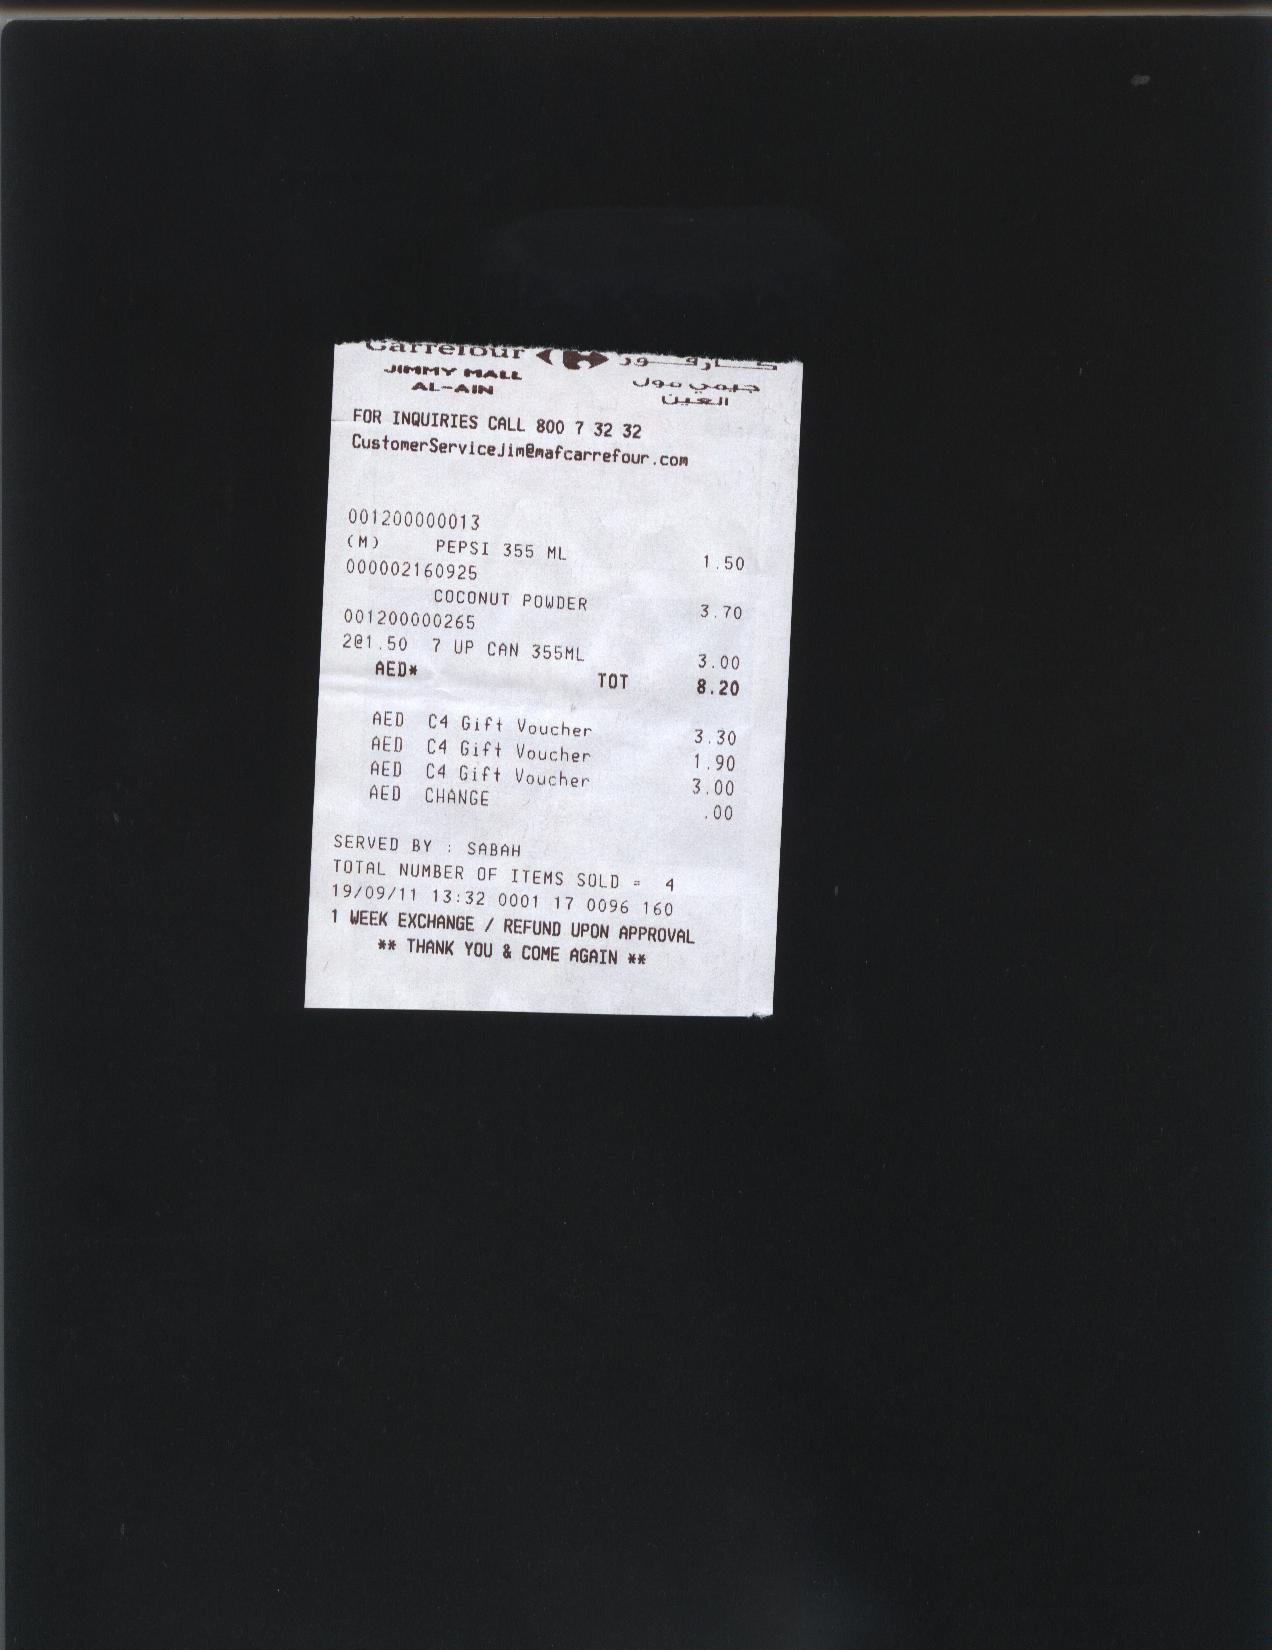 Carrefour كارفور
JIMMY MALL جيمي مول
AL-AIN العين
FOR INQUIRIES CALL 800 7 32 32
CustomerServiceJim@mafcarrefour.com
001200000013
(M) PEPSI 355 ML 1.50
000002160925
COCONUT POWDER 3.70
001200000265
2@1.50 7 UP CAN 355ML 3.00
AED* TOT 8.20
AED C4 Gift Voucher 3.30
AED C4 Gift Voucher 1.90
AED C4 Gift Voucher 3.00
AED CHANGE .00
SERVED BY : SABAH
TOTAL NUMBER OF ITEMS SOLD = 4
19/09/11 13:32 0001 17 0096 160
1 WEEK EXCHANGE / REFUND UPON APPROVAL
** THANK YOU & COME AGAIN **